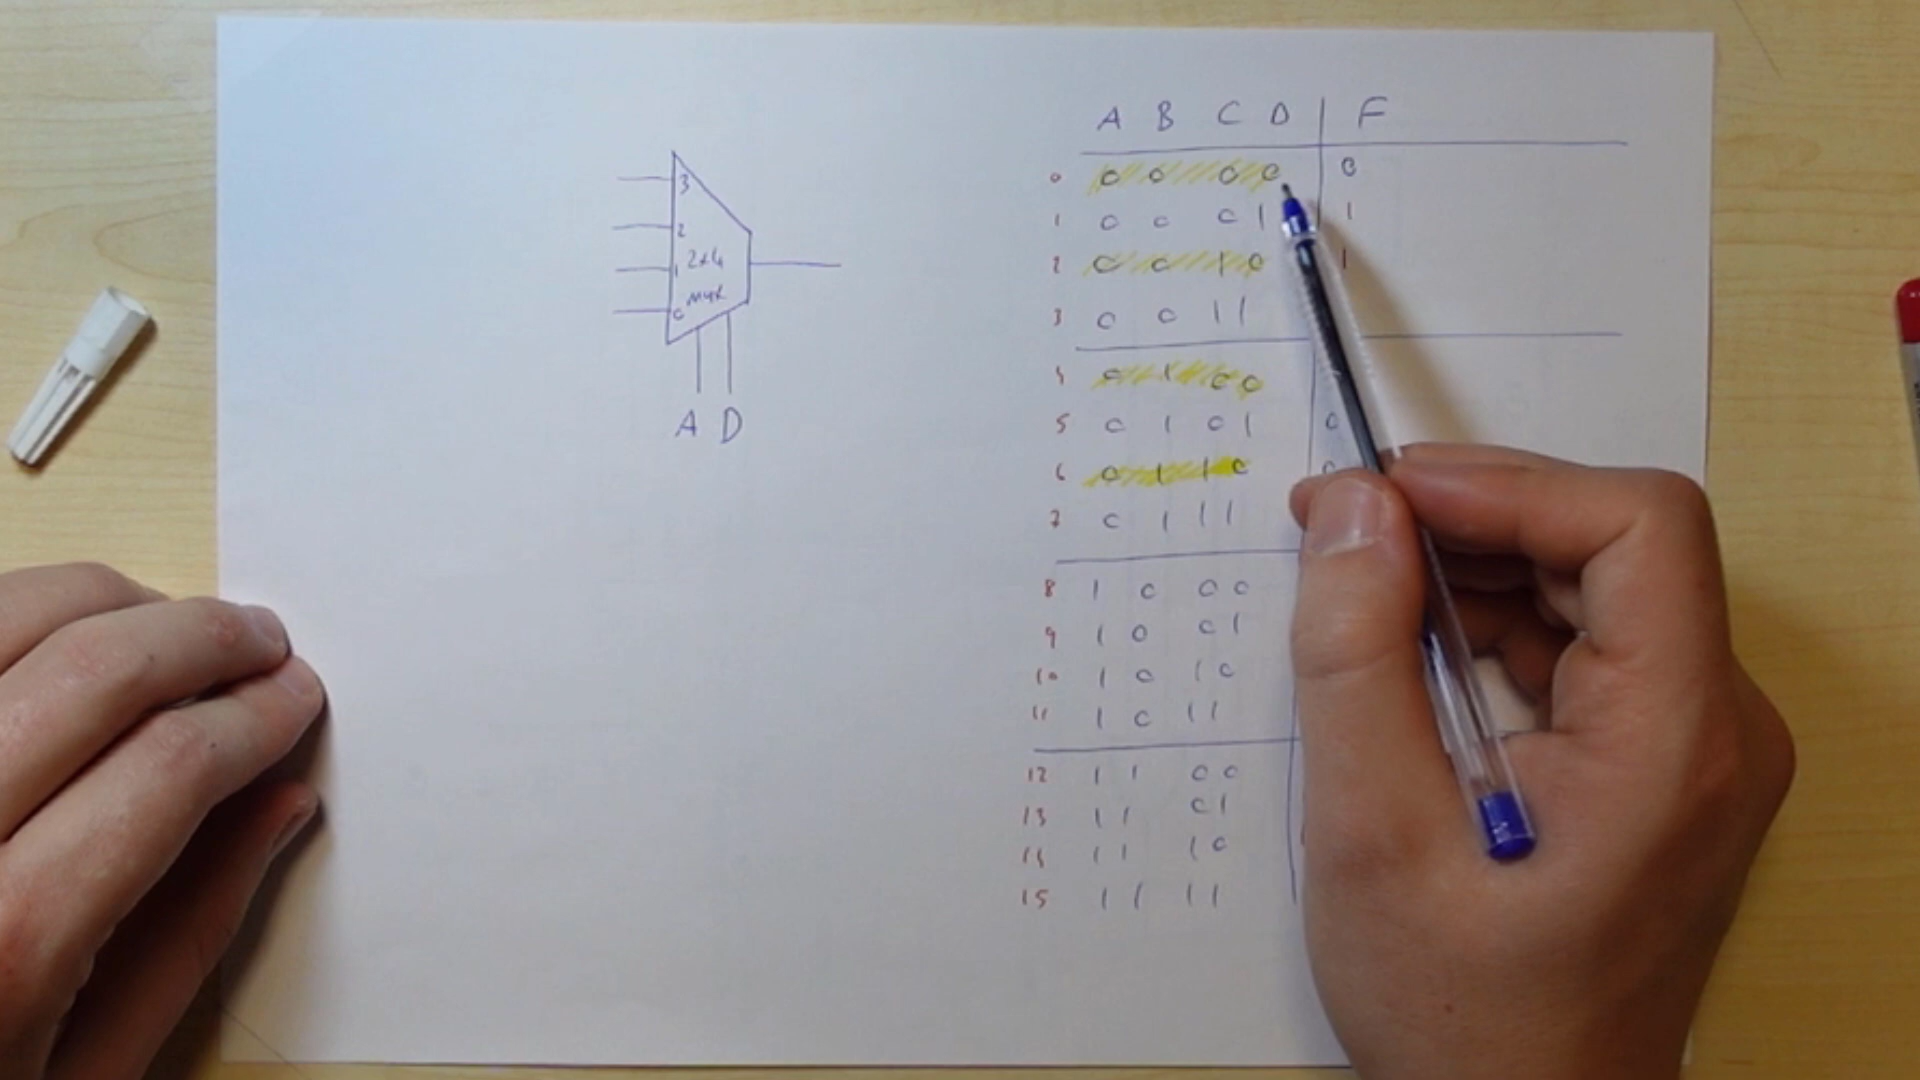 A B C D F
0 0 0 0 0 0
1 0 0 0 1 1
2 0 0 1 0 1
3 0 0 1 1
4 0 1 0 0
5 0 1 0 1 0
6 0 1 1 0 0
7 0 1 1 1
8 1 0 0 0
9 1 0 0 1
10 1 0 1 0
11 1 0 1 1
12 1 1 0 0
13 1 1 0 1
14 1 1 1 0
15 1 1 1 1
3
2
2x4
1
MUX
0
A D